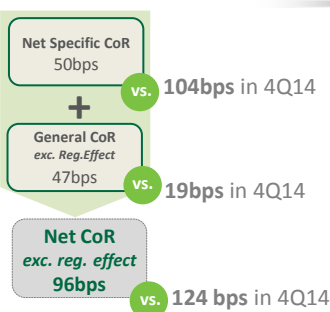 Net Specific CoR
50bps
vs. 104bps in 4Q14
+
General CoR
exc. Reg.Effect
47bps
vs. 19bps in 4Q14
Net CoR
exc. reg. effect
96bps
vs. 124 bps in 4Q14